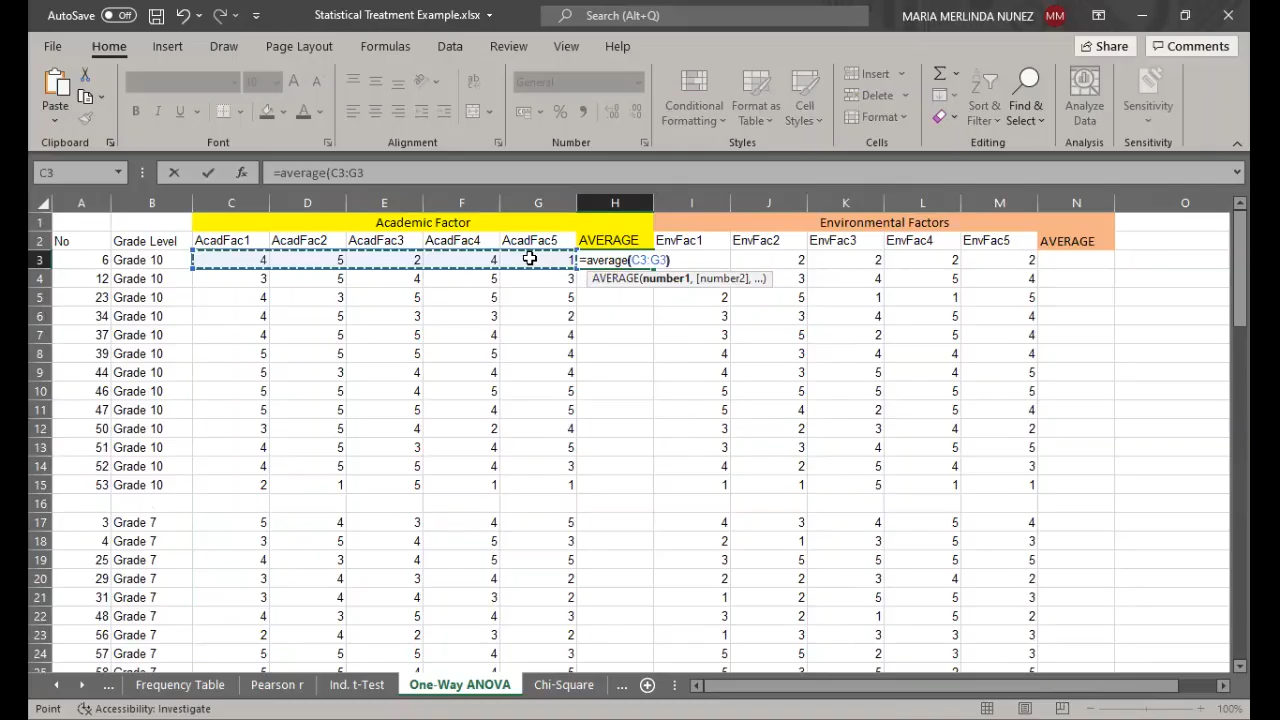 AutoSave Off Statistical Treatment Example.xlsx Search (Alt+Q) MARIA MERLINDA NUNEZ MM
File Home Insert Draw Page Layout Formulas Data Review View Help Share Comments
Paste B I U General Conditional Formatting Format as Table Cell Styles Insert Delete Format Sort & Filter Find & Select Analyze Data Sensitivity
Clipboard Font Alignment Number Styles Cells Editing Analysis Sensitivity
C3 fx =average(C3:G3
A B C D E F G H I J K L M N O
1 Academic Factor Environmental Factors
2 No Grade Level AcadFac1 AcadFac2 AcadFac3 AcadFac4 AcadFac5 AVERAGE EnvFac1 EnvFac2 EnvFac3 EnvFac4 EnvFac5 AVERAGE
3 6 Grade 10 4 5 2 4 1 =average(C3:G3) 2 2 2 2
4 12 Grade 10 3 5 4 5 3 AVERAGE(number1, [number2], ...) 3 4 5 4
5 23 Grade 10 4 3 5 5 5 2 5 1 1 5
6 34 Grade 10 4 5 3 3 2 3 3 4 5 4
7 37 Grade 10 4 5 5 4 4 3 5 2 4 4
8 39 Grade 10 5 5 5 5 4 4 3 4 4 4
9 44 Grade 10 5 3 4 4 4 4 3 5 4 5
10 46 Grade 10 5 5 4 5 5 5 5 5 5 5
11 47 Grade 10 5 5 5 4 5 5 4 2 5 4
12 50 Grade 10 3 5 4 2 4 3 2 3 4 2
13 51 Grade 10 4 5 3 4 5 3 3 4 5 5
14 52 Grade 10 4 5 5 4 3 4 2 5 4 3
15 53 Grade 10 2 1 5 1 1 1 1 5 1 1
16
17 3 Grade 7 5 4 3 4 5 4 3 4 5 4
18 4 Grade 7 3 5 4 5 3 2 1 3 5 3
19 25 Grade 7 4 3 4 5 5 3 5 5 5 5
20 29 Grade 7 3 4 3 4 2 2 2 3 4 2
21 31 Grade 7 3 4 4 3 2 1 2 5 5 3
22 48 Grade 7 4 3 5 4 3 3 2 1 5 4
23 56 Grade 7 2 4 2 3 2 1 3 3 3 3
24 57 Grade 7 5 5 5 4 3 5 5 2 5 3
25 58 Grade 7 5 5 4 5 4 5 3 5 2 5
... Frequency Table Pearson r Ind. t-Test One-Way ANOVA Chi-Square ...
Point Accessibility: Investigate 100%